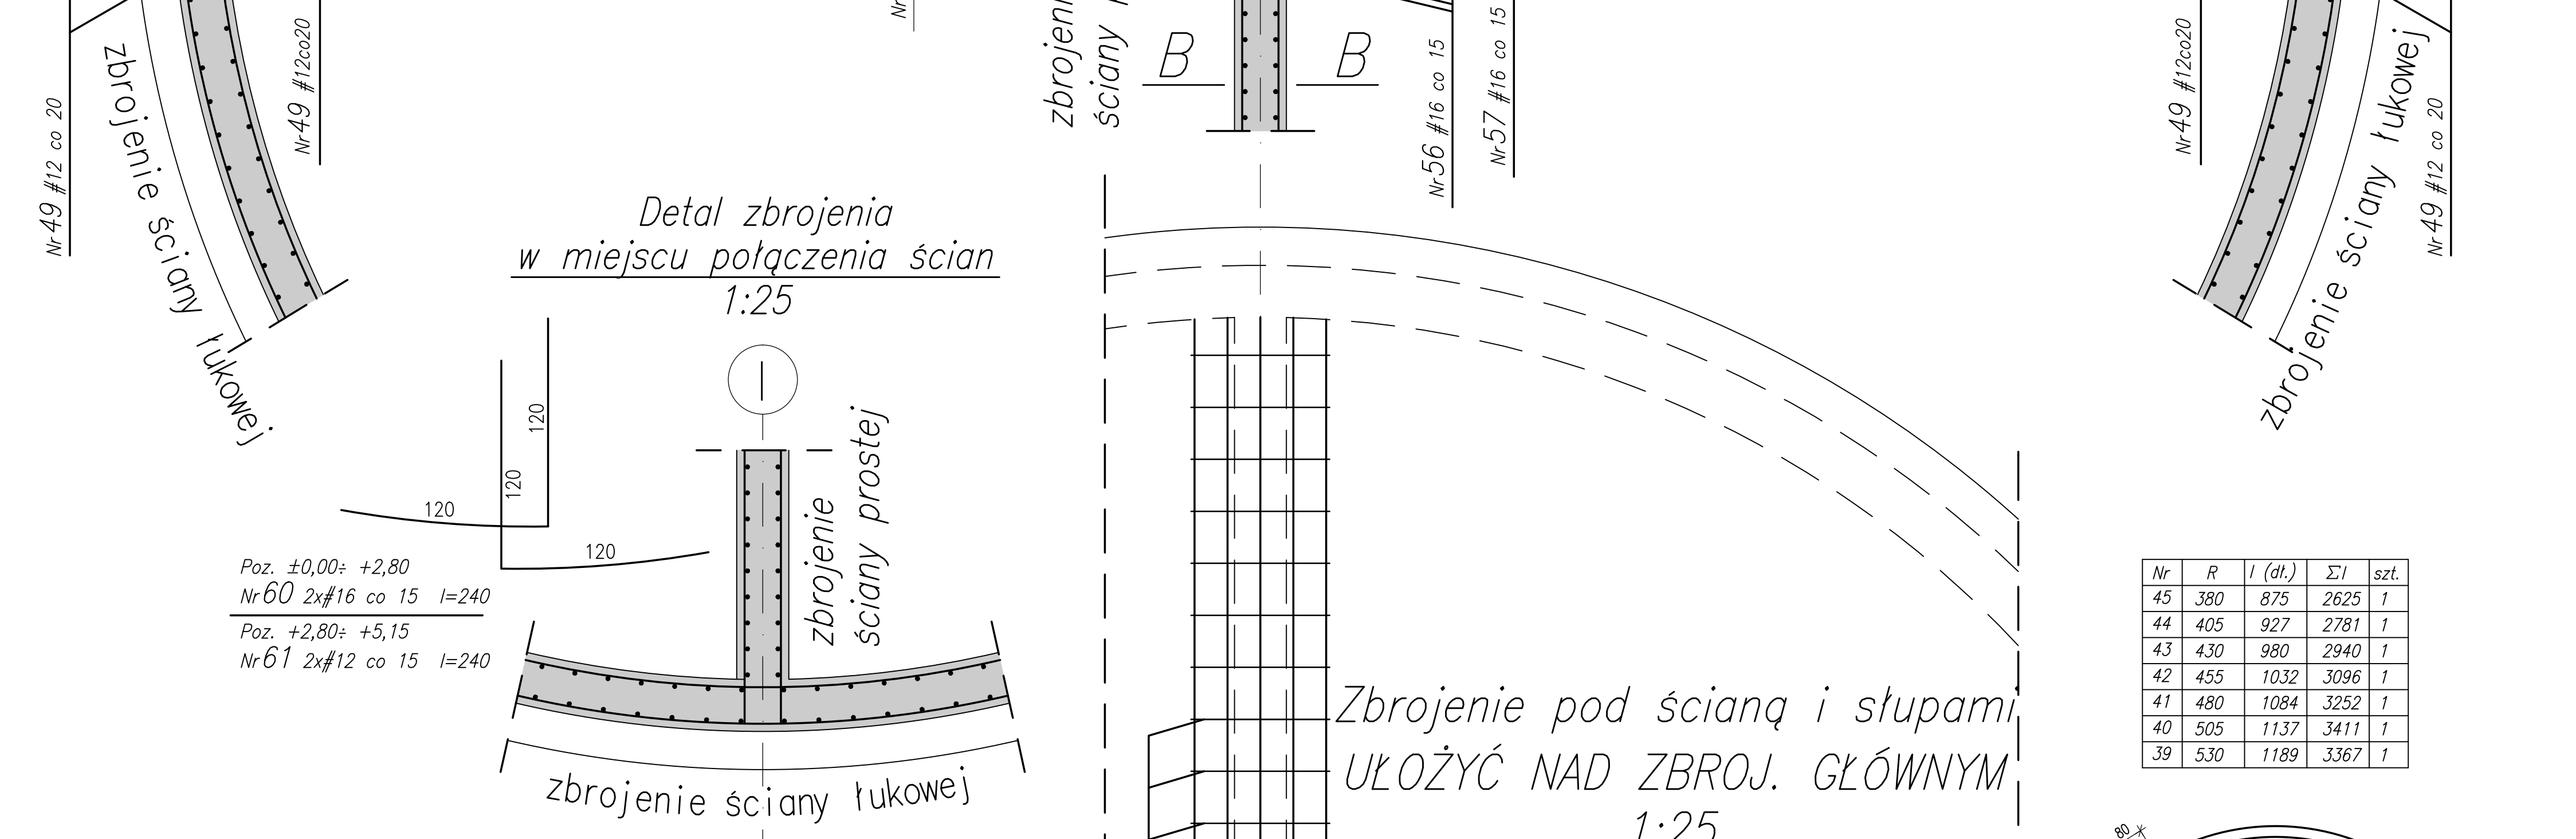 Nr49 #12 co 20
zbrojenie ściany łukowej
Nr49 #12co20
Detal zbrojenia
w miejscu połączenia ścian
1:25
120
120
120
120
Poz. ±0,00÷ +2,80
Nr60 2x#16 co 15 l=240
Poz. +2,80÷ +5,15
Nr61 2x#12 co 15 l=240
I
zbrojenie
ściany prostej
zbrojenie ściany łukowej
Nr
ściany
B B
Nr56 #16 co 15
Nr57 #16 co 15
Zbrojenie pod ścianą i słupami
UŁOŻYĆ NAD ZBROJ. GŁÓWNYM
1:25
Nr49 #12co20
zbrojenie ściany łukowej
Nr49 #12 co 20
Nr R l (dł.) Σl szt.
45 380 875 2625 1
44 405 927 2781 1
43 430 980 2940 1
42 455 1032 3096 1
41 480 1084 3252 1
40 505 1137 3411 1
39 530 1189 3367 1
80